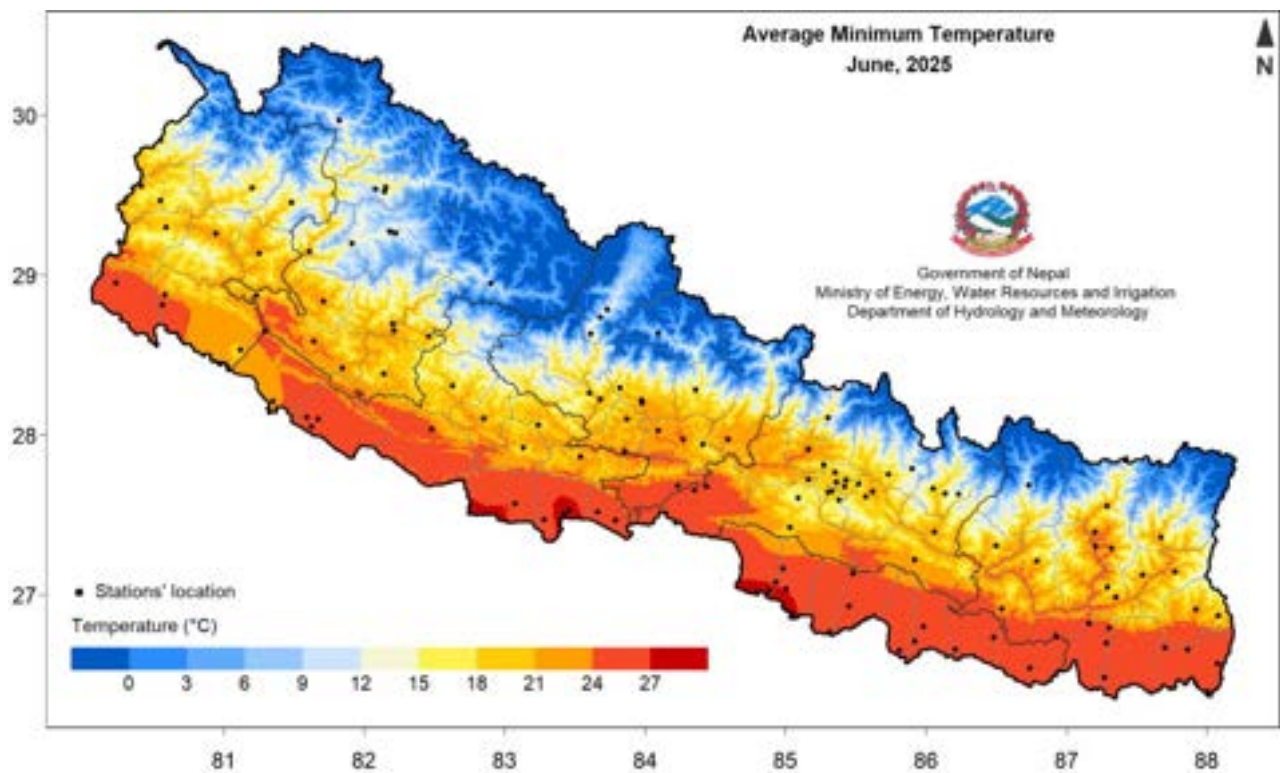 Average Minimum Temperature
June, 2025
N
Government of Nepal
Ministry of Energy, Water Resources and Irrigation
Department of Hydrology and Meteorology
30
29
28
27
Stations' location
Temperature (°C)
0 3 6 9 12 15 18 21 24 27
81 82 83 84 85 86 87 88